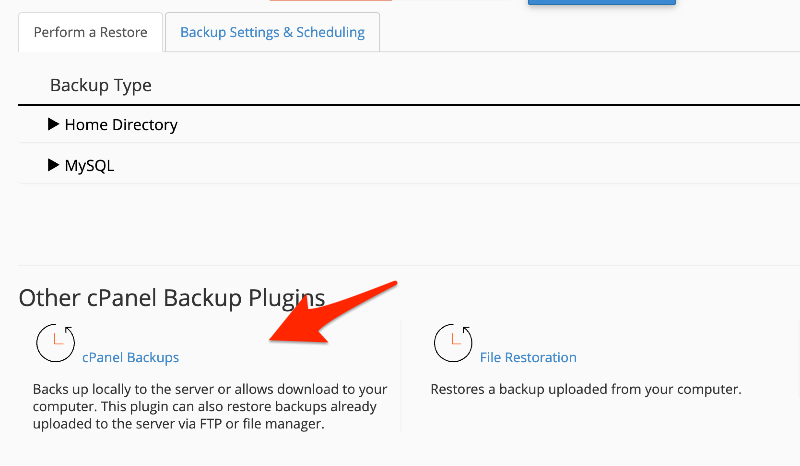 Perform a Restore
Backup Settings & Scheduling
Backup Type
Home Directory
MySQL
Other cPanel Backup Plugins
cPanel Backups
Backs up locally to the server or allows download to your
computer. This plugin can also restore backups already
uploaded to the server via FTP or file manager.
File Restoration
Restores a backup uploaded from your computer.